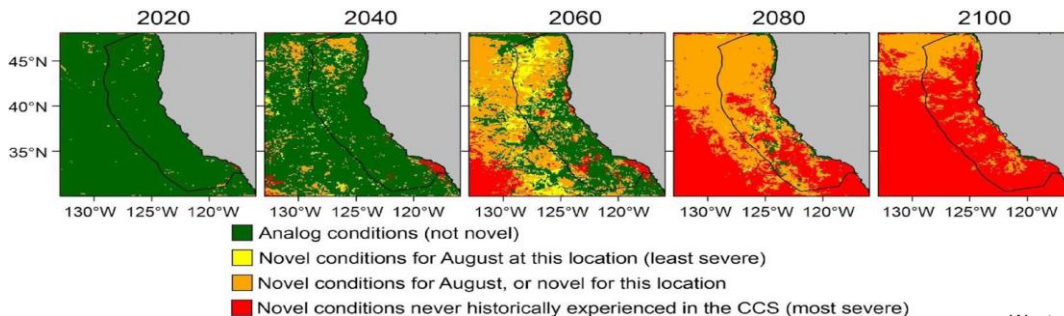 2020 2040 2060 2080 2100
45°N
40°N
35°N
130°W 125°W 120°W 130°W 125°W 120°W 130°W 125°W 120°W 130°W 125°W 120°W 130°W 125°W 120°W
Analog conditions (not novel)
Novel conditions for August at this location (least severe)
Novel conditions for August, or novel for this location
Novel conditions never historically experienced in the CCS (most severe)